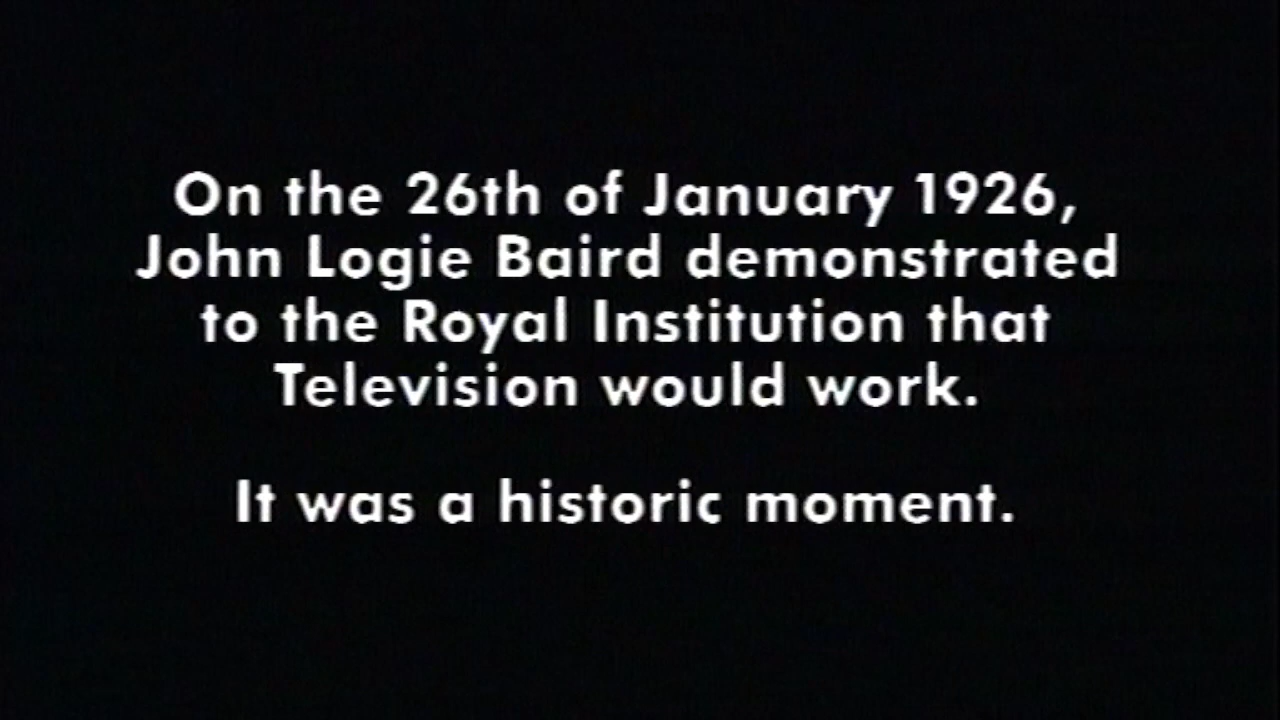 On the 26th of January 1926,
John Logie Baird demonstrated
to the Royal Institution that
Television would work.
It was a historic moment.